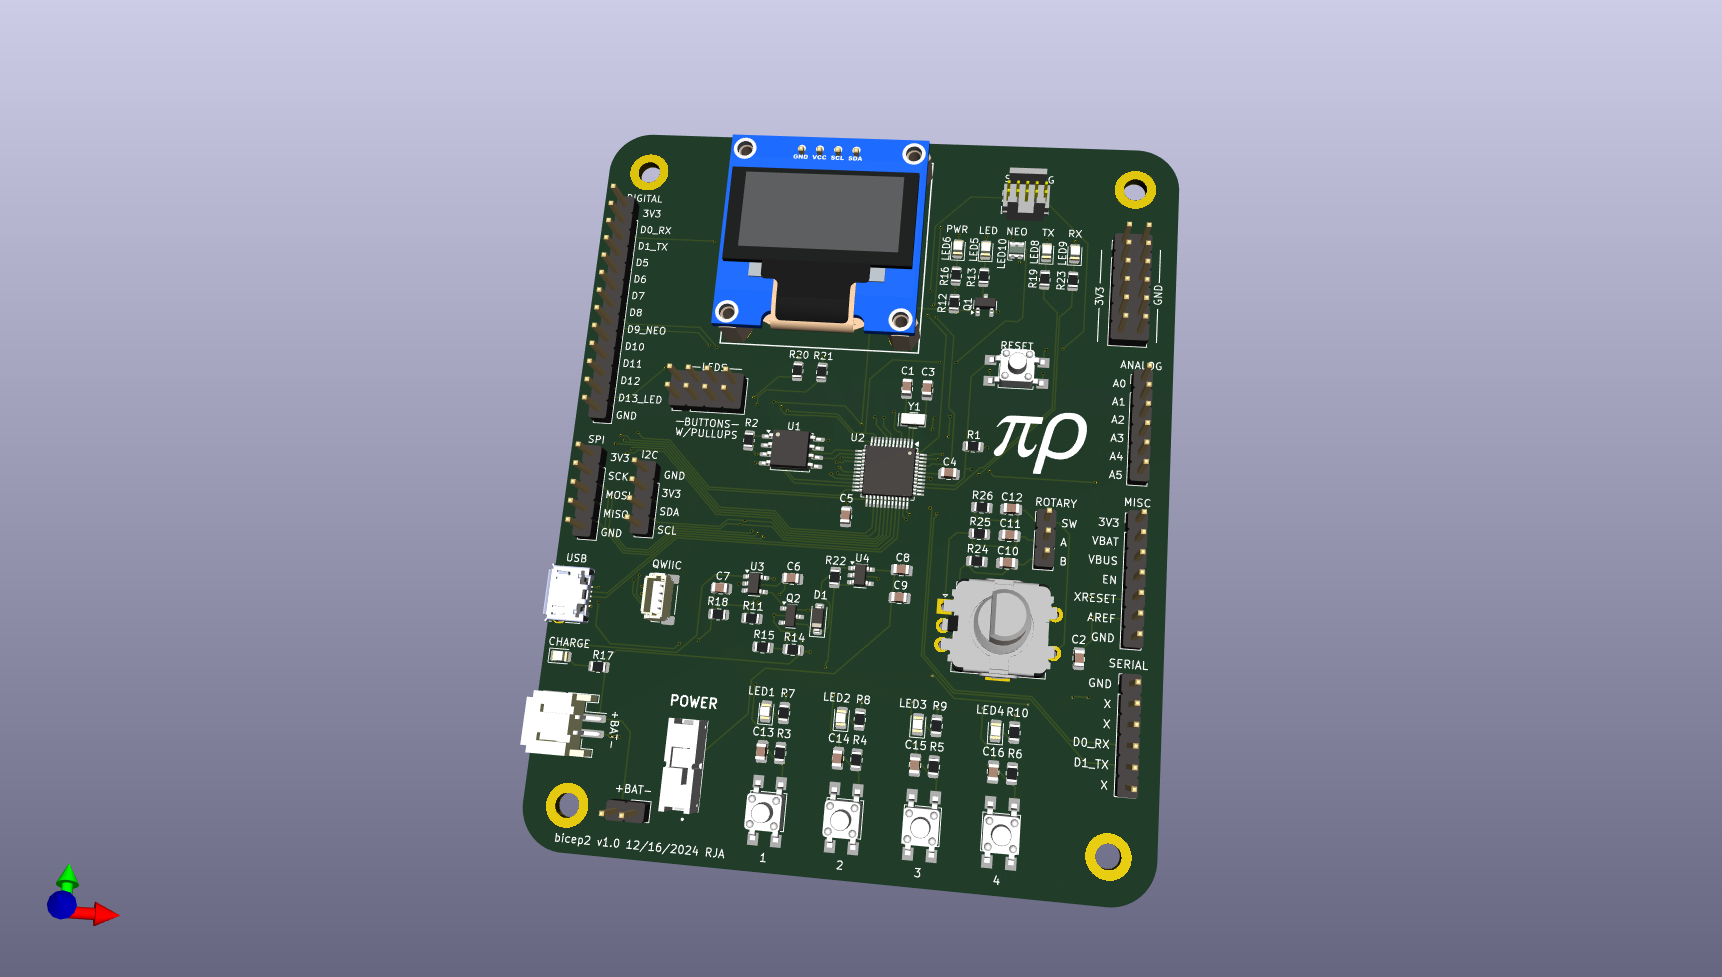 GND VCC SCL SDA
DIGITAL
3V3
D0_RX
D1_TX
D5
D6
D7
D8
D9_NEO
D10
D11
D12
D13_LED
GND
G
PWR LED NEO TX RX
LED6 LED5 LED10 LED8 LED9
R16 R13 R19 R23
R12 Q1
3V3 GND
RESET
R20 R21
LEDS
BUTTONS
W/PULLUPS
C1 C3
Y1
R2 U1 U2
R1
C4
C5
πρ
ANALOG
A0
A1
A2
A3
A4
A5
SPI
3V3
SCK
MOSI
MISO
GND
I2C
GND
3V3
SDA
SCL
R26 C12
R25 C11
R24 C10
ROTARY
SW
A
B
MISC
3V3
VBAT
VBUS
EN
XRESET
AREF
GND
USB
QWIIC
C7 U3 C6 R22 U4 C8
C9
R18 R11 Q2 D1
R15 R14
C2
CHARGE
R17
SERIAL
GND
X
X
D0_RX
D1_TX
X
+BAT-
POWER
LED1 R7 LED2 R8 LED3 R9 LED4 R10
C13 R3 C14 R4 C15 R5 C16 R6
+BAT-
bicep2 v1.0 12/16/2024 RJA
1 2 3 4